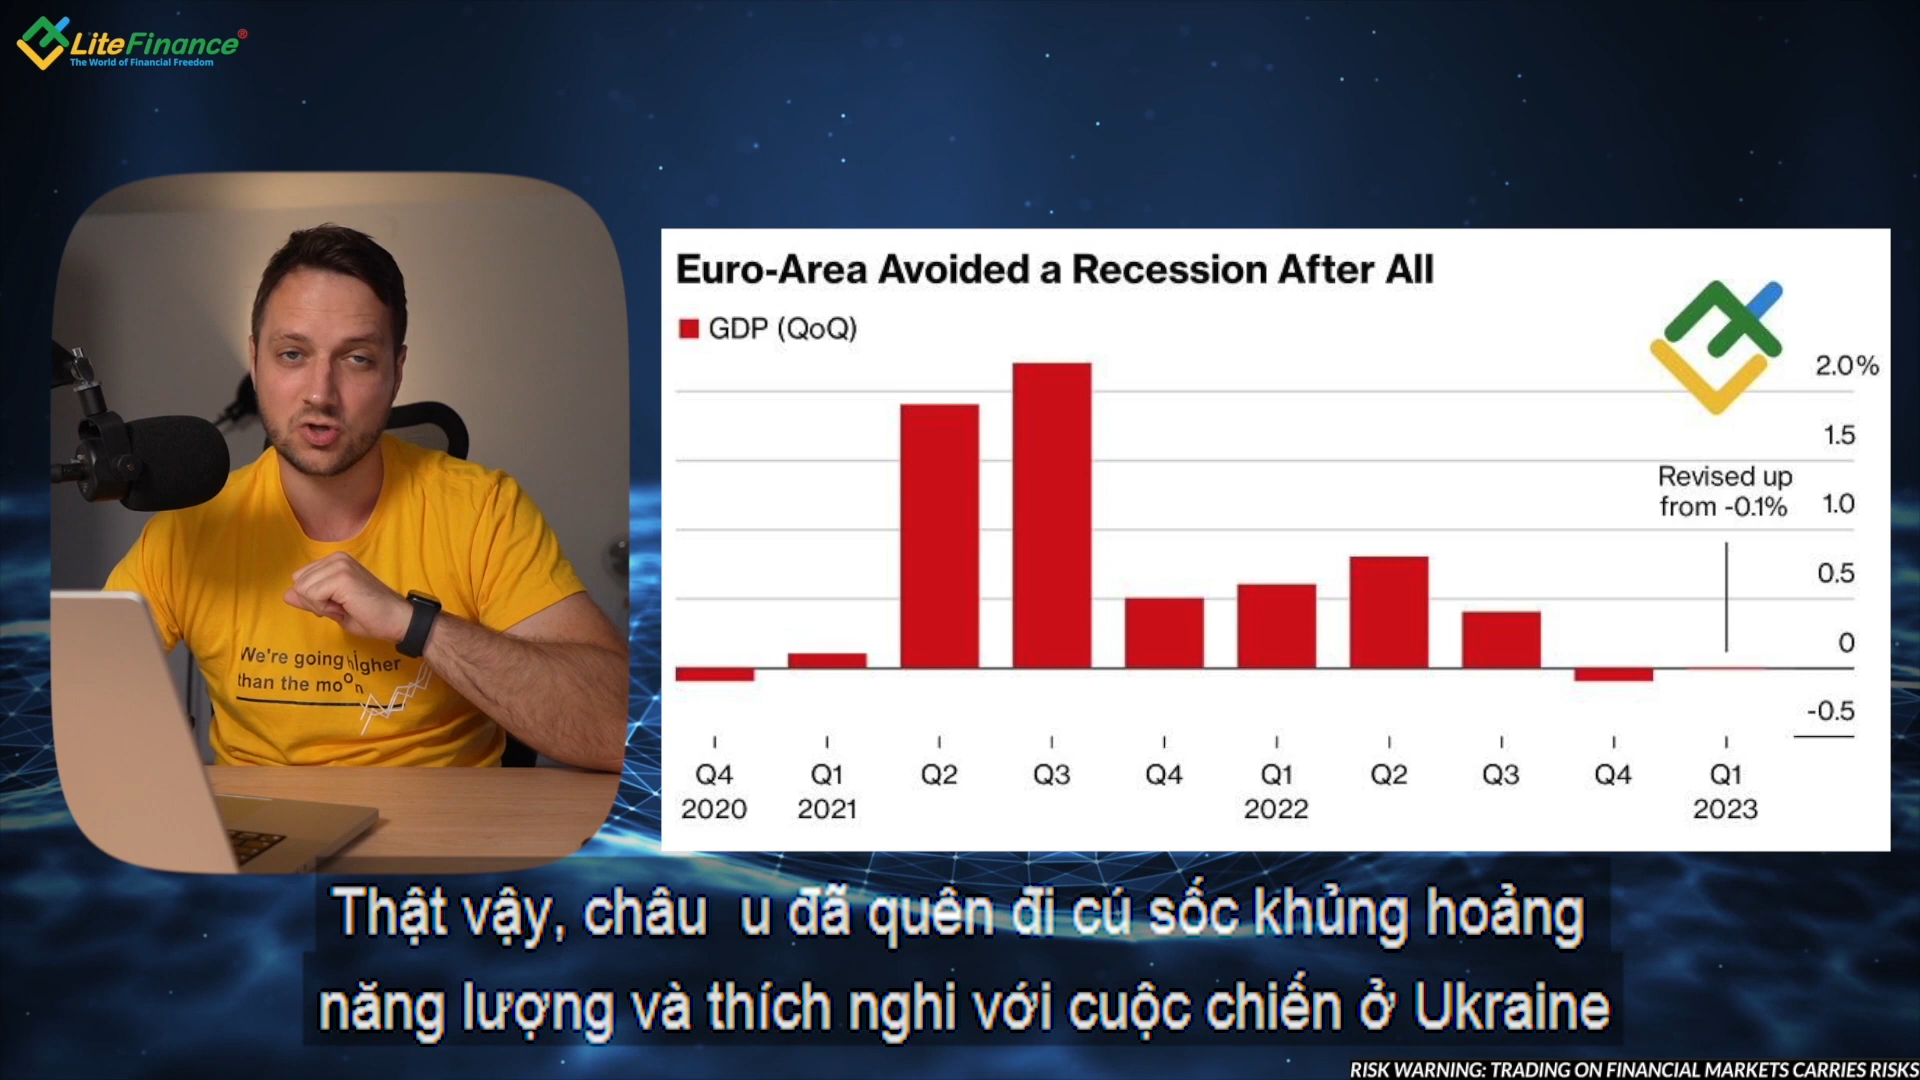 LiteFinance®
The World of Financial Freedom
Euro-Area Avoided a Recession After All
GDP (QoQ)
2.0%
1.5
Revised up
from -0.1%
1.0
0.5
0
-0.5
Q4 Q1 Q2 Q3 Q4 Q1 Q2 Q3 Q4 Q1
2020 2021 2022 2023
We're going higher
than the moon
Thật vậy, châu u đã quên đi cú sốc khủng hoảng
năng lượng và thích nghi với cuộc chiến ở Ukraine
RISK WARNING: TRADING ON FINANCIAL MARKETS CARRIES RISKS